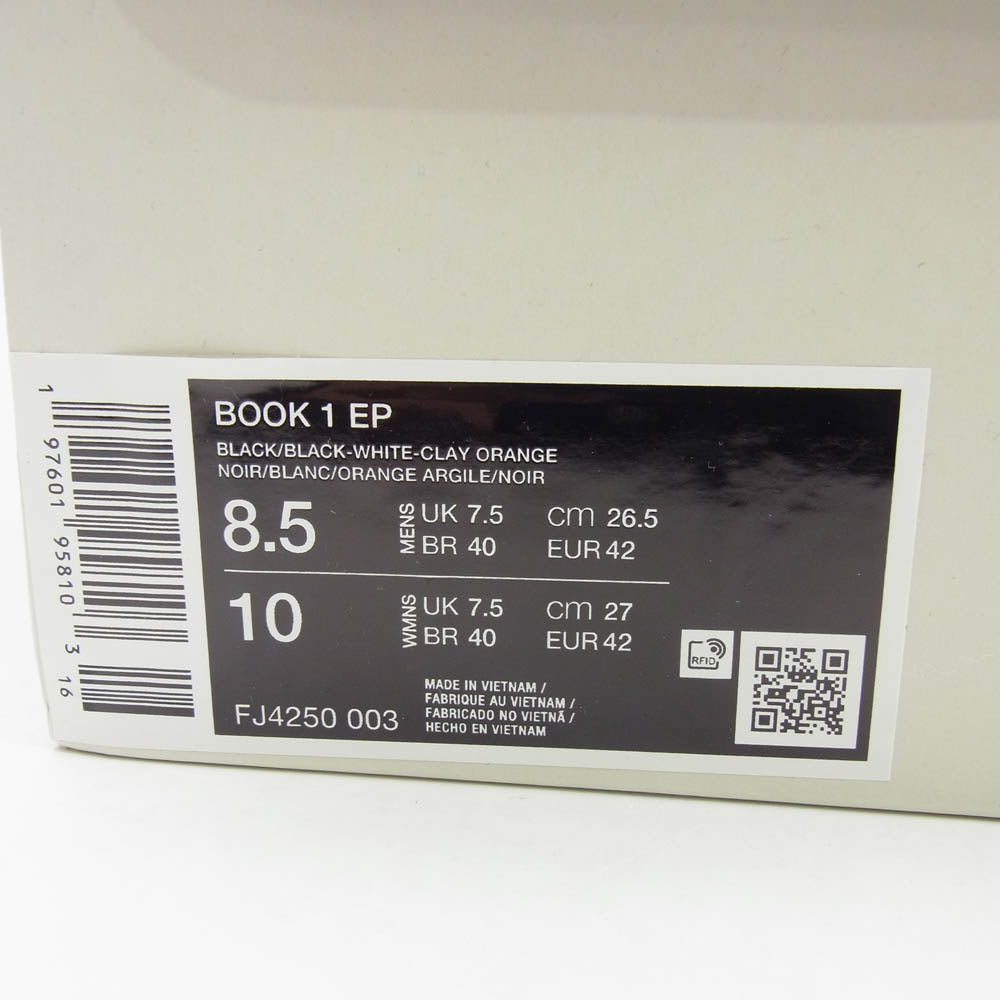 BOOK 1 EP
BLACK/BLACK-WHITE-CLAY ORANGE
NOIR/BLANC/ORANGE ARGILE/NOIR
8.5 MENS UK 7.5 cm 26.5
BR 40 EUR 42
10 WMNS UK 7.5 cm 27
BR 40 EUR 42
RFID
MADE IN VIETNAM /
FABRIQUE AU VIETNAM /
FABRICADO NO VIETNÃ /
HECHO EN VIETNAM
FJ4250 003
1 97601 95810 3 16